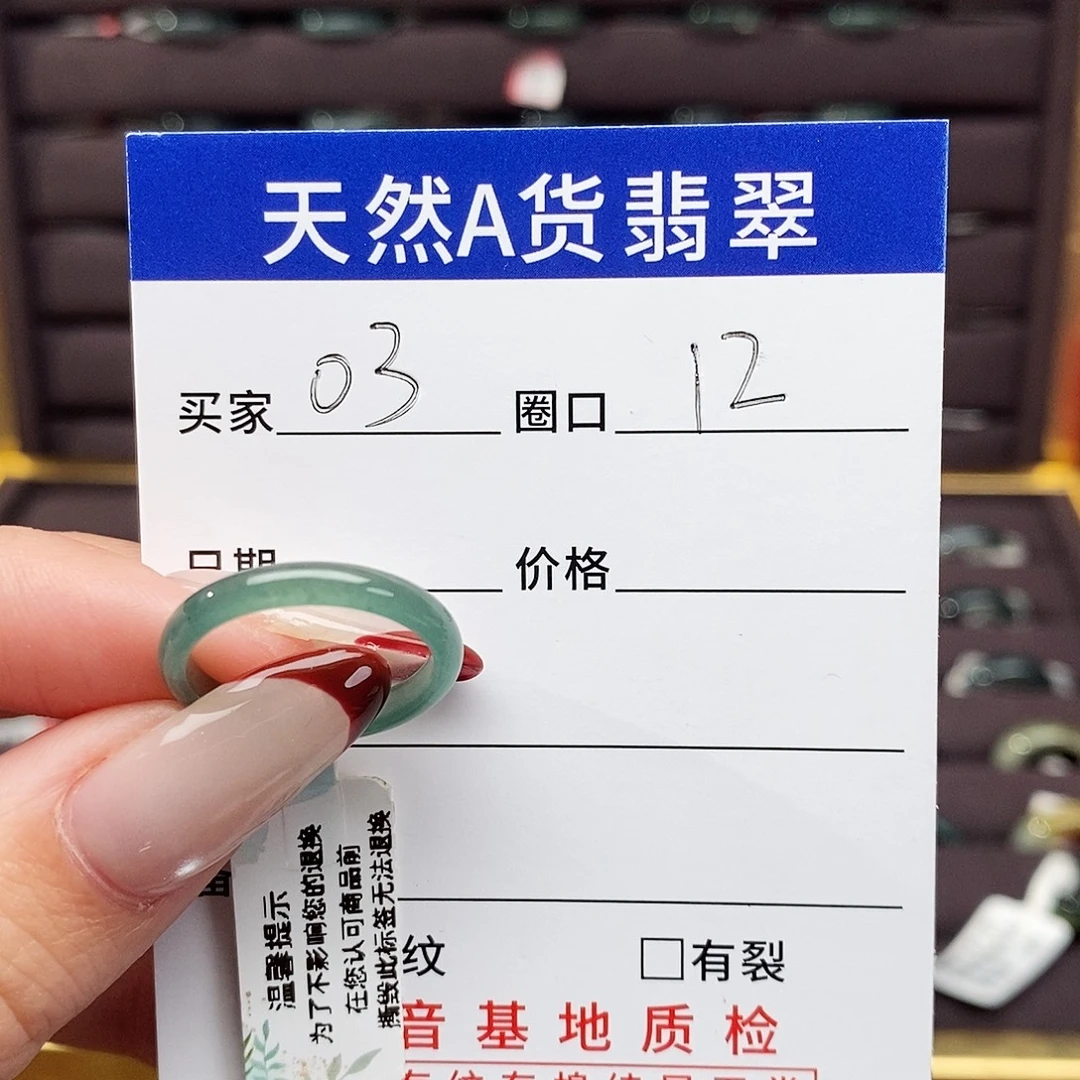 天然A货翡翠
买家 03 圈口 12
日期 价格
纹 □有裂
音基地质检
温馨提示
为了不影响您的退换
在您认可商品前
撕毁此标签无法退换